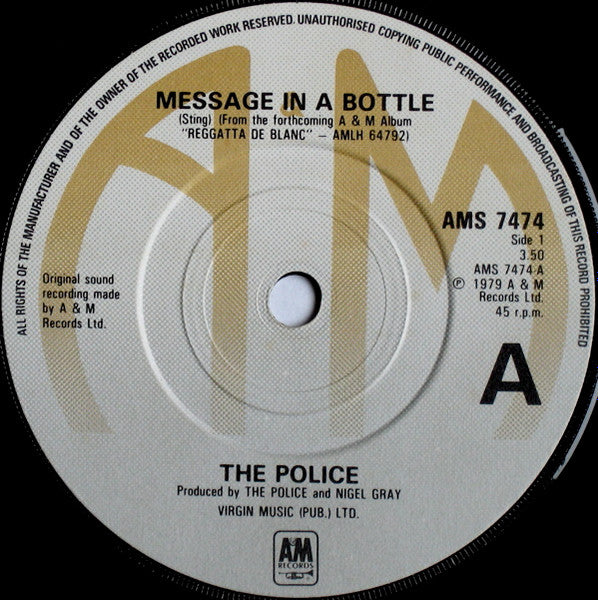 ALL RIGHTS OF THE MANUFACTURER AND OF THE OWNER OF THE RECORDED WORK RESERVED. UNAUTHORISED COPYING PUBLIC PERFORMANCE AND BROADCASTING OF THIS RECORD PROHIBITED
MESSAGE IN A BOTTLE
(Sting) (From the forthcoming A & M Album
"REGGATTA DE BLANC" – AMLH 64792)
AMS 7474
Side 1
3.50
AMS 7474-A
℗ 1979 A & M
Records Ltd.
45 r.p.m.
Original sound
recording made
by A & M
Records Ltd.
A
THE POLICE
Produced by THE POLICE and NIGEL GRAY
VIRGIN MUSIC (PUB.) LTD.
A&M
RECORDS